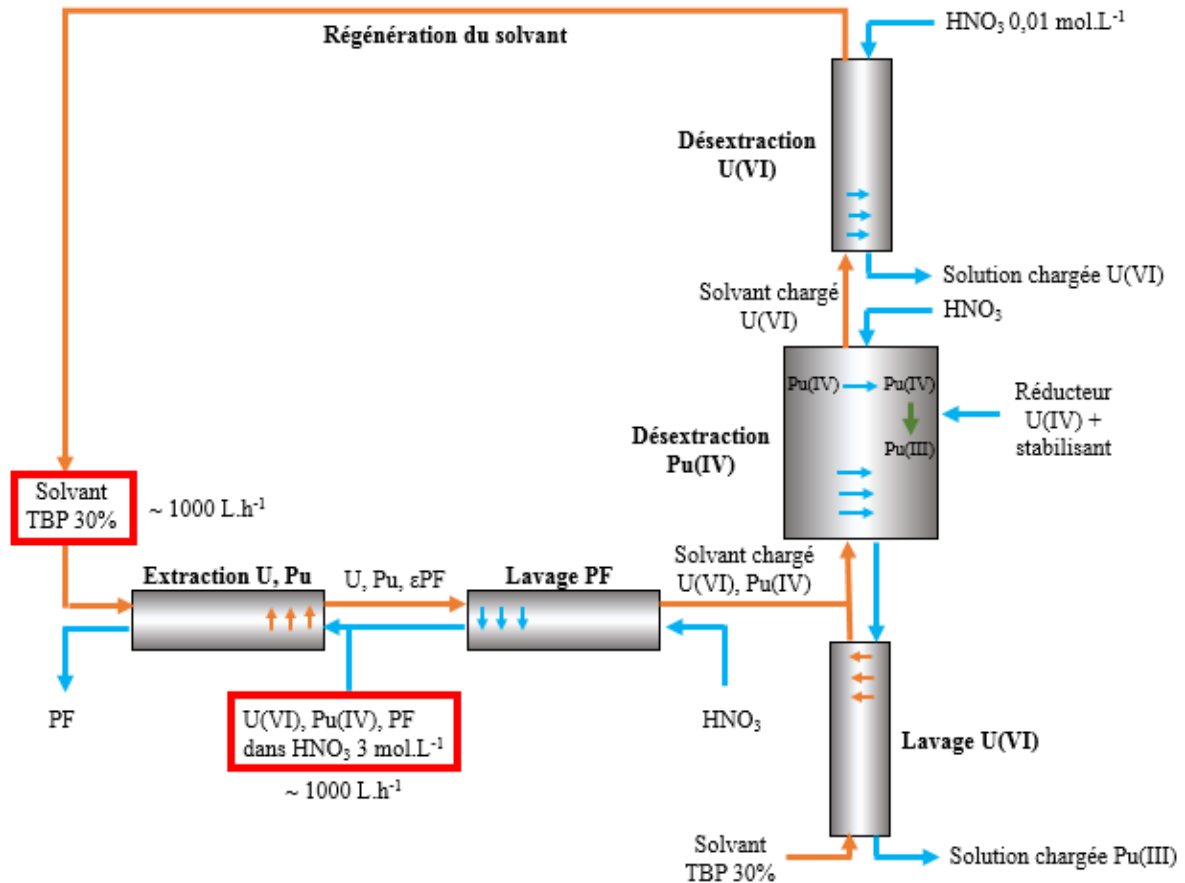 Régénération du solvant
HNO₃ 0,01 mol.L⁻¹
Désextraction
U(VI)
Solution chargée U(VI)
Solvant chargé
U(VI)
HNO₃
Pu(IV)
Pu(IV)
Pu(III)
Réducteur
U(IV) +
stabilisant
Désextraction
Pu(IV)
Solvant
TBP 30%
~ 1000 L.h⁻¹
Extraction U, Pu
U, Pu, εPF
Lavage PF
Solvant chargé
U(VI), Pu(IV)
PF
U(VI), Pu(IV), PF
dans HNO₃ 3 mol.L⁻¹
~ 1000 L.h⁻¹
HNO₃
Lavage U(VI)
Solvant
TBP 30%
Solution chargée Pu(III)